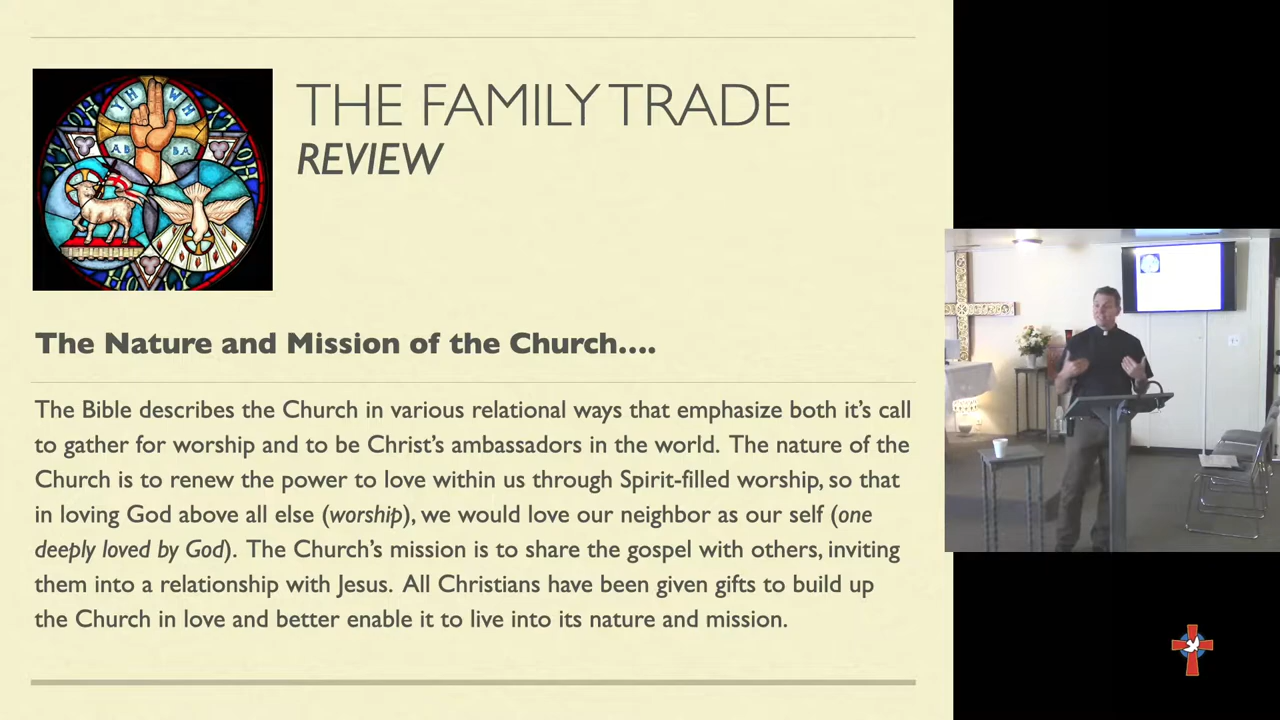 THE FAMILY TRADE
REVIEW
YH WH
AB BA
The Nature and Mission of the Church....
The Bible describes the Church in various relational ways that emphasize both it's call
to gather for worship and to be Christ's ambassadors in the world. The nature of the
Church is to renew the power to love within us through Spirit-filled worship, so that
in loving God above all else (worship), we would love our neighbor as our self (one
deeply loved by God). The Church's mission is to share the gospel with others, inviting
them into a relationship with Jesus. All Christians have been given gifts to build up
the Church in love and better enable it to live into its nature and mission.